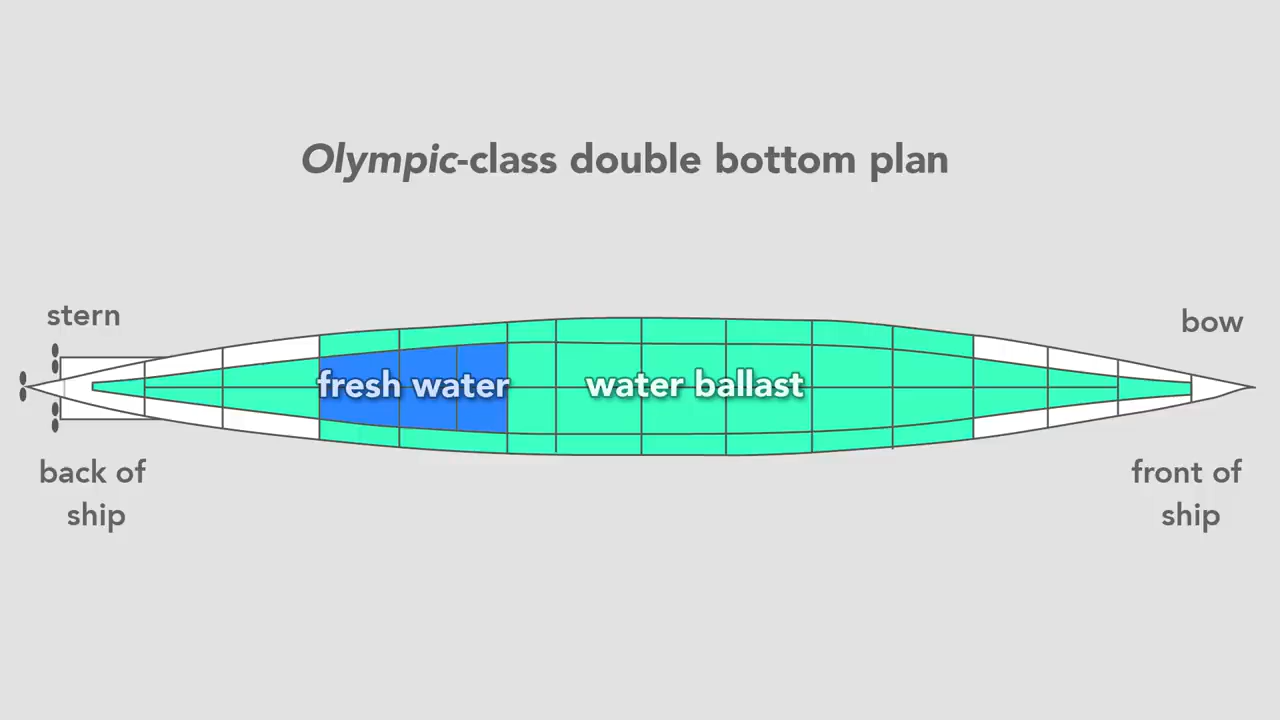 Olympic-class double bottom plan
stern
bow
fresh water
water ballast
back of
ship
front of
ship